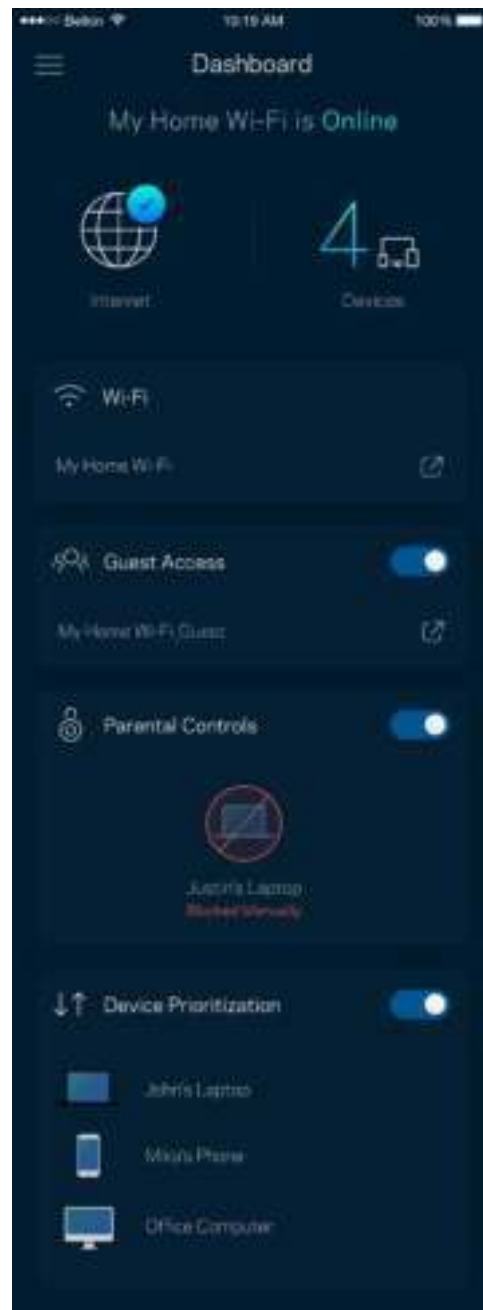 Belkin 10:19 AM 100%
Dashboard
My Home Wi-Fi is Online
4
Internet Devices
Wi-Fi
My Home Wi-Fi
Guest Access
My Home Wi-Fi_Guest
Parental Controls
Justin's Laptop
Blocked Manually
Device Prioritization
John's Laptop
Phone
Office Computer